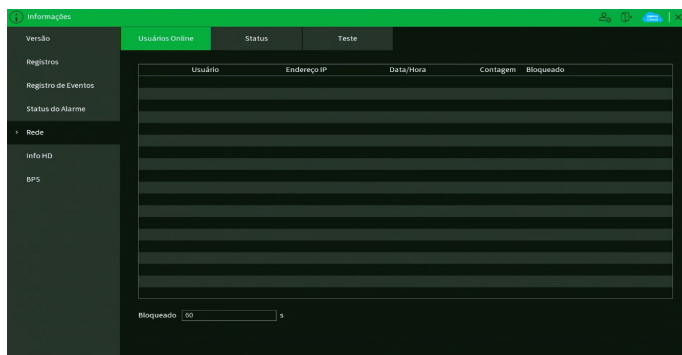 Informações
Versão
Registros
Registro de Eventos
Status do Alarme
Rede
Info HD
BPS
Usuários Online Status Teste
Usuário Endereço IP Data/Hora Contagem Bloqueado
Bloqueado 60 s